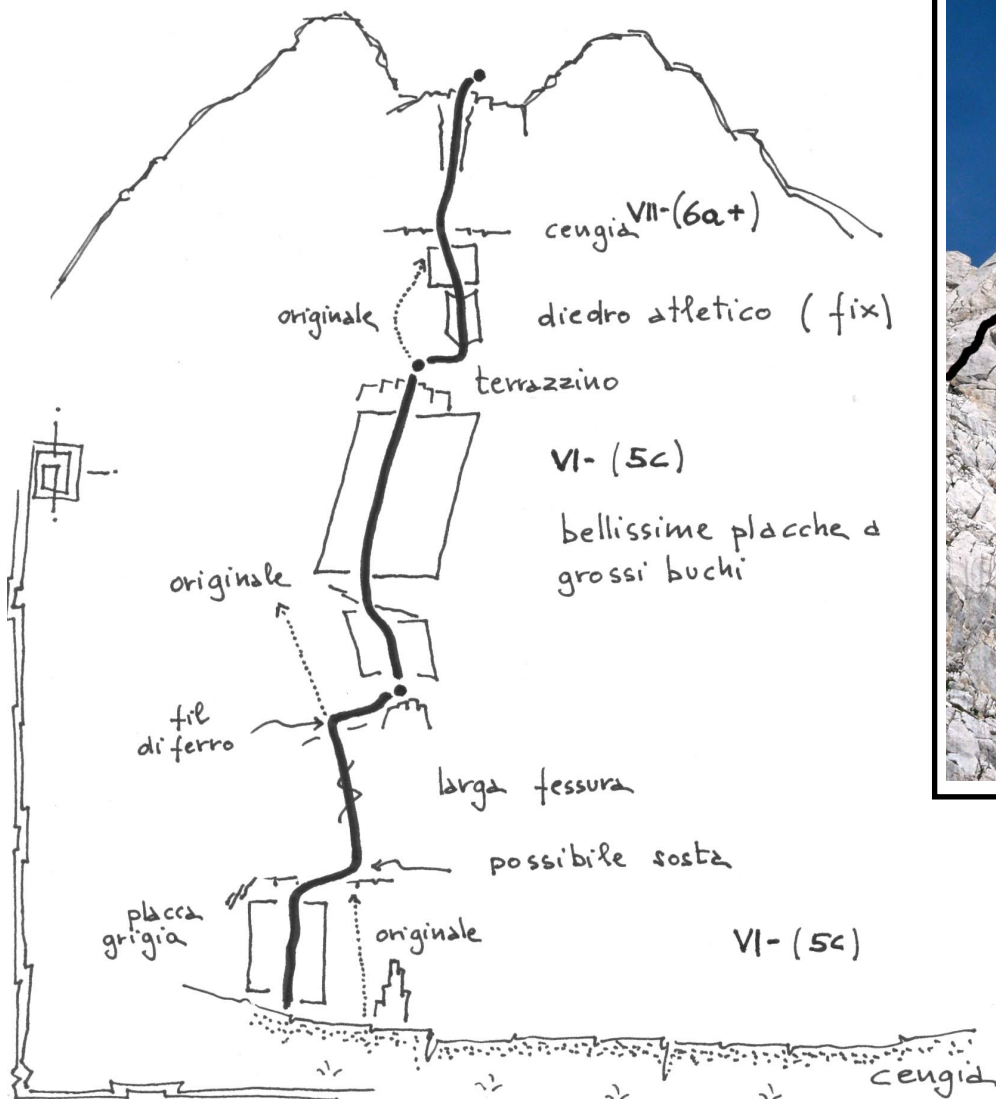 cengia VII-(6a+)
originale
diedro atletico (fix)
terrazzino
VI- (5c)
bellissime placche a
grossi buchi
originale
fil
di ferro
larga fessura
possibile sosta
placca
grigia
originale
VI- (5c)
cengia